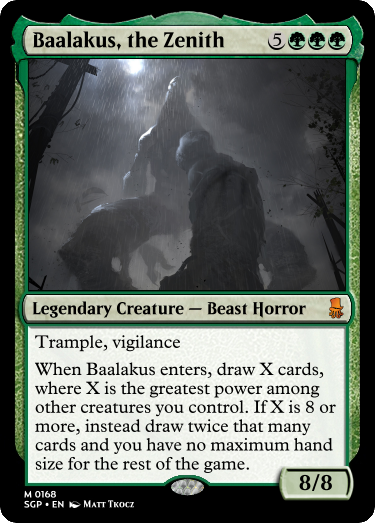 Baalakus, the Zenith 5
Legendary Creature — Beast Horror
Trample, vigilance
When Baalakus enters, draw X cards,
where X is the greatest power among
other creatures you control. If X is 8 or
more, instead draw twice that many
cards and you have no maximum hand
size for the rest of the game.
8/8
M 0168
SGP • EN Matt Tkocz